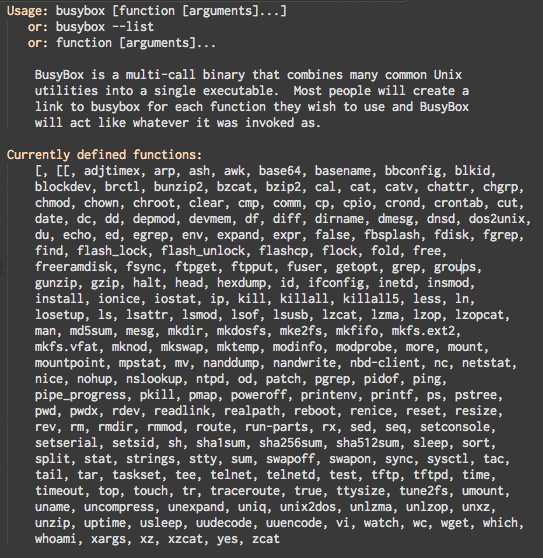 Usage: busybox [function [arguments]...]
or: busybox --list
or: function [arguments]...
BusyBox is a multi-call binary that combines many common Unix
utilities into a single executable.  Most people will create a
link to busybox for each function they wish to use and BusyBox
will act like whatever it was invoked as.
Currently defined functions:
[, [[, adjtimex, arp, ash, awk, base64, basename, bbconfig, blkid,
blockdev, brctl, bunzip2, bzcat, bzip2, cal, cat, catv, chattr, chgrp,
chmod, chown, chroot, clear, cmp, comm, cp, cpio, crond, crontab, cut,
date, dc, dd, depmod, devmem, df, diff, dirname, dmesg, dnsd, dos2unix,
du, echo, ed, egrep, env, expand, expr, false, fbsplash, fdisk, fgrep,
find, flash_lock, flash_unlock, flashcp, flock, fold, free,
freeramdisk, fsync, ftpget, ftpput, fuser, getopt, grep, groups,
gunzip, gzip, halt, head, hexdump, id, ifconfig, inetd, insmod,
install, ionice, iostat, ip, kill, killall, killall5, less, ln,
losetup, ls, lsattr, lsmod, lsof, lsusb, lzcat, lzma, lzop, lzopcat,
man, md5sum, mesg, mkdir, mkdosfs, mke2fs, mkfifo, mkfs.ext2,
mkfs.vfat, mknod, mkswap, mktemp, modinfo, modprobe, more, mount,
mountpoint, mpstat, mv, nanddump, nandwrite, nbd-client, nc, netstat,
nice, nohup, nslookup, ntpd, od, patch, pgrep, pidof, ping,
pipe_progress, pkill, pmap, poweroff, printenv, printf, ps, pstree,
pwd, pwdx, rdev, readlink, realpath, reboot, renice, reset, resize,
rev, rm, rmdir, rmmod, route, run-parts, rx, sed, seq, setconsole,
setserial, setsid, sh, sha1sum, sha256sum, sha512sum, sleep, sort,
split, stat, strings, stty, sum, swapoff, swapon, sync, sysctl, tac,
tail, tar, taskset, tee, telnet, telnetd, test, tftp, tftpd, time,
timeout, top, touch, tr, traceroute, true, ttysize, tune2fs, umount,
uname, uncompress, unexpand, uniq, unix2dos, unlzma, unlzop, unxz,
unzip, uptime, usleep, uudecode, uuencode, vi, watch, wc, wget, which,
whoami, xargs, xz, xzcat, yes, zcat